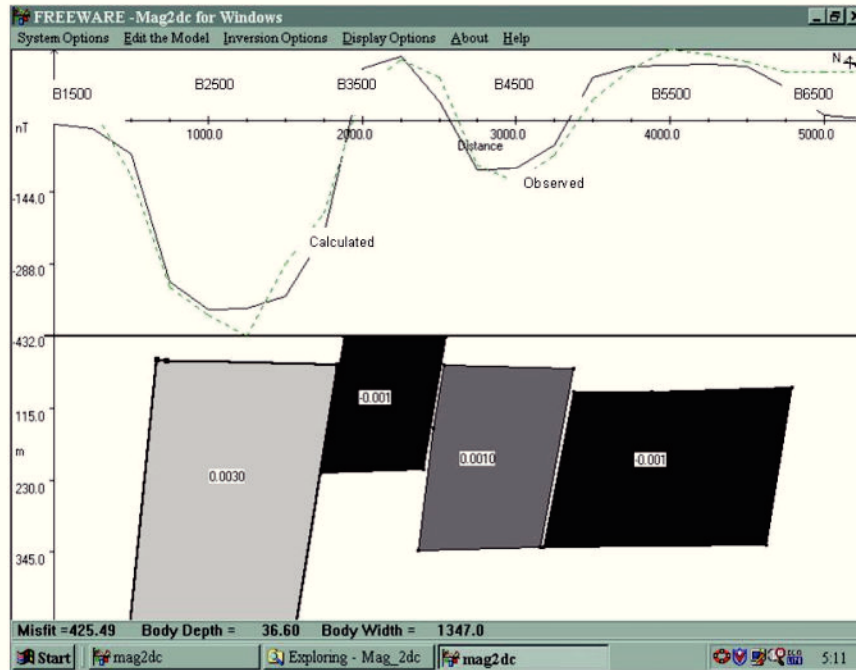 FREEWARE -Mag2dc for Windows
System Options Edit the Model Inversion Options Display Options About Help
N
B1500 B2500 B3500 B4500 B5500 B6500
nT
1000.0 2000.0 3000.0 4000.0 5000.0
Distance
-144.0
Observed
Calculated
-288.0
-432.0
-0.001
115.0
m
0.0030 0.0010 -0.001
230.0
345.0
Misfit =425.49 Body Depth = 36.60 Body Width = 1347.0
Start mag2dc Exploring - Mag_2dc mag2dc 5:11